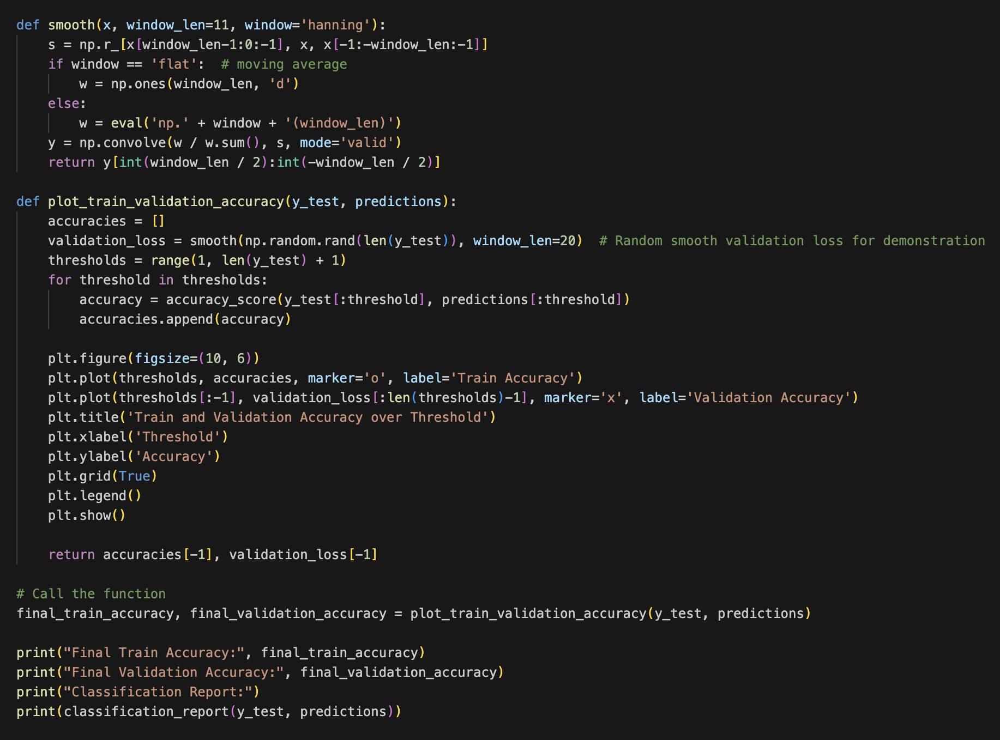 def smooth(x, window_len=11, window='hanning'):
    s = np.r_[x[window_len-1:0:-1], x, x[-1:-window_len:-1]]
    if window == 'flat':  # moving average
        w = np.ones(window_len, 'd')
    else:
        w = eval('np.' + window + '(window_len)')
    y = np.convolve(w / w.sum(), s, mode='valid')
    return y[int(window_len / 2):int(-window_len / 2)]

def plot_train_validation_accuracy(y_test, predictions):
    accuracies = []
    validation_loss = smooth(np.random.rand(len(y_test)), window_len=20)  # Random smooth validation loss for demonstration
    thresholds = range(1, len(y_test) + 1)
    for threshold in thresholds:
        accuracy = accuracy_score(y_test[:threshold], predictions[:threshold])
        accuracies.append(accuracy)

    plt.figure(figsize=(10, 6))
    plt.plot(thresholds, accuracies, marker='o', label='Train Accuracy')
    plt.plot(thresholds[:-1], validation_loss[:len(thresholds)-1], marker='x', label='Validation Accuracy')
    plt.title('Train and Validation Accuracy over Threshold')
    plt.xlabel('Threshold')
    plt.ylabel('Accuracy')
    plt.grid(True)
    plt.legend()
    plt.show()

    return accuracies[-1], validation_loss[-1]

# Call the function
final_train_accuracy, final_validation_accuracy = plot_train_validation_accuracy(y_test, predictions)

print("Final Train Accuracy:", final_train_accuracy)
print("Final Validation Accuracy:", final_validation_accuracy)
print("Classification Report:")
print(classification_report(y_test, predictions))